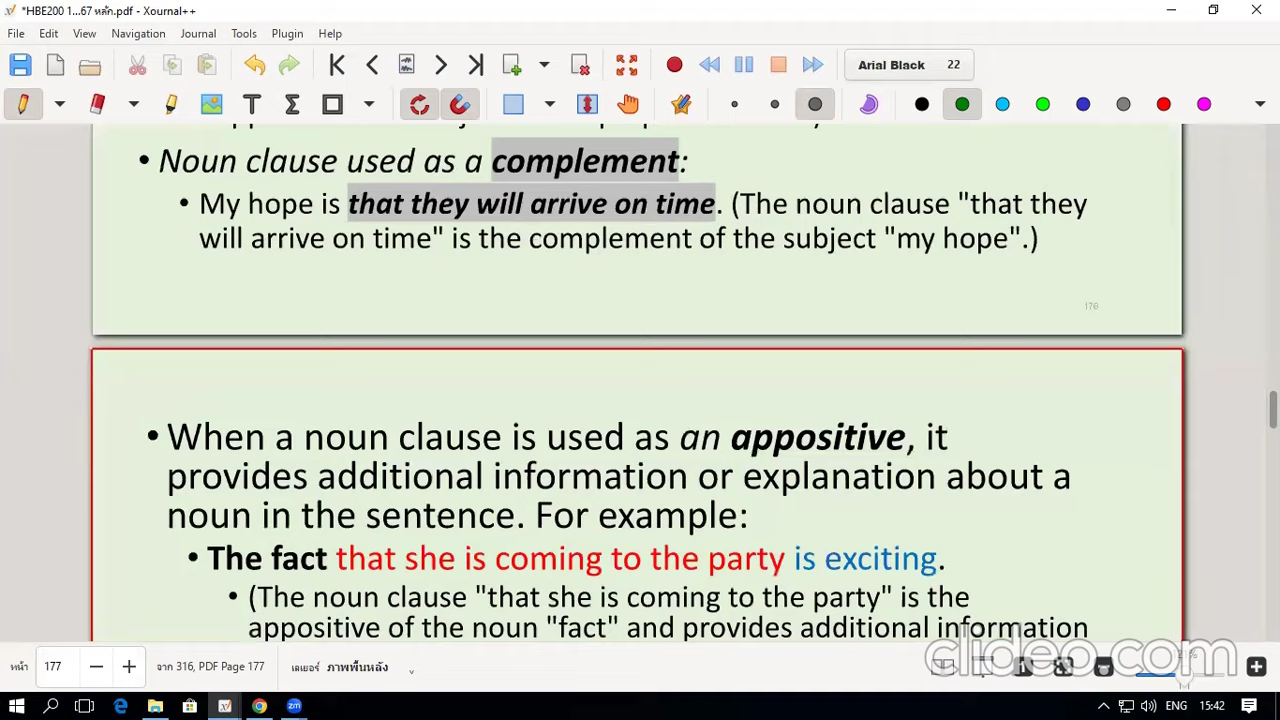 *HBE200 1...67 หลัก.pdf - Xournal++
File Edit View Navigation Journal Tools Plugin Help
Arial Black 22
• Noun clause used as a complement:
• My hope is that they will arrive on time. (The noun clause "that they
will arrive on time" is the complement of the subject "my hope".)
176
• When a noun clause is used as an appositive, it
provides additional information or explanation about a
noun in the sentence. For example:
• The fact that she is coming to the party is exciting.
• (The noun clause "that she is coming to the party" is the
appositive of the noun "fact" and provides additional information
clideo.com
หน้า 177 จาก 316, PDF Page 177 เลเยอร์ ภาพพื้นหลัง
ENG 15:42